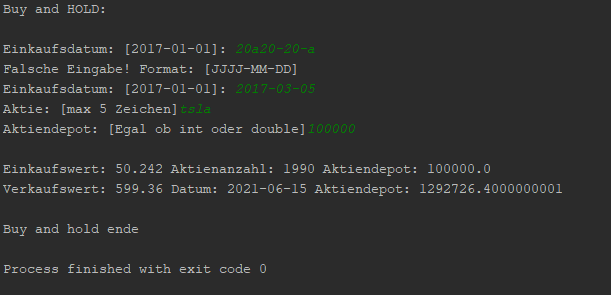 Buy and HOLD:
Einkaufsdatum: [2017-01-01]: 20a20-20-a
Falsche Eingabe! Format: [JJJJ-MM-DD]
Einkaufsdatum: [2017-01-01]: 2017-03-05
Aktie: [max 5 Zeichen]tsla
Aktiendepot: [Egal ob int oder double]100000
Einkaufswert: 50.242 Aktienanzahl: 1990 Aktiendepot: 100000.0
Verkaufswert: 599.36 Datum: 2021-06-15 Aktiendepot: 1292726.4000000001
Buy and hold ende
Process finished with exit code 0